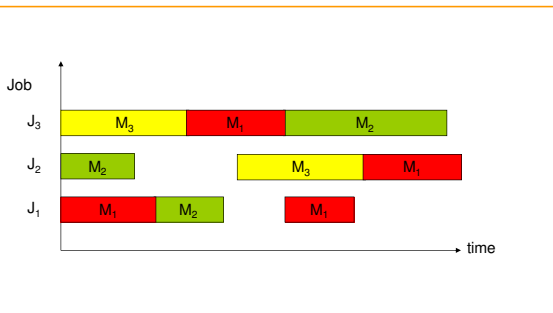 Job
J₃ M₃ M₁ M₂
J₂ M₂ M₃ M₁
J₁ M₁ M₂ M₁
time